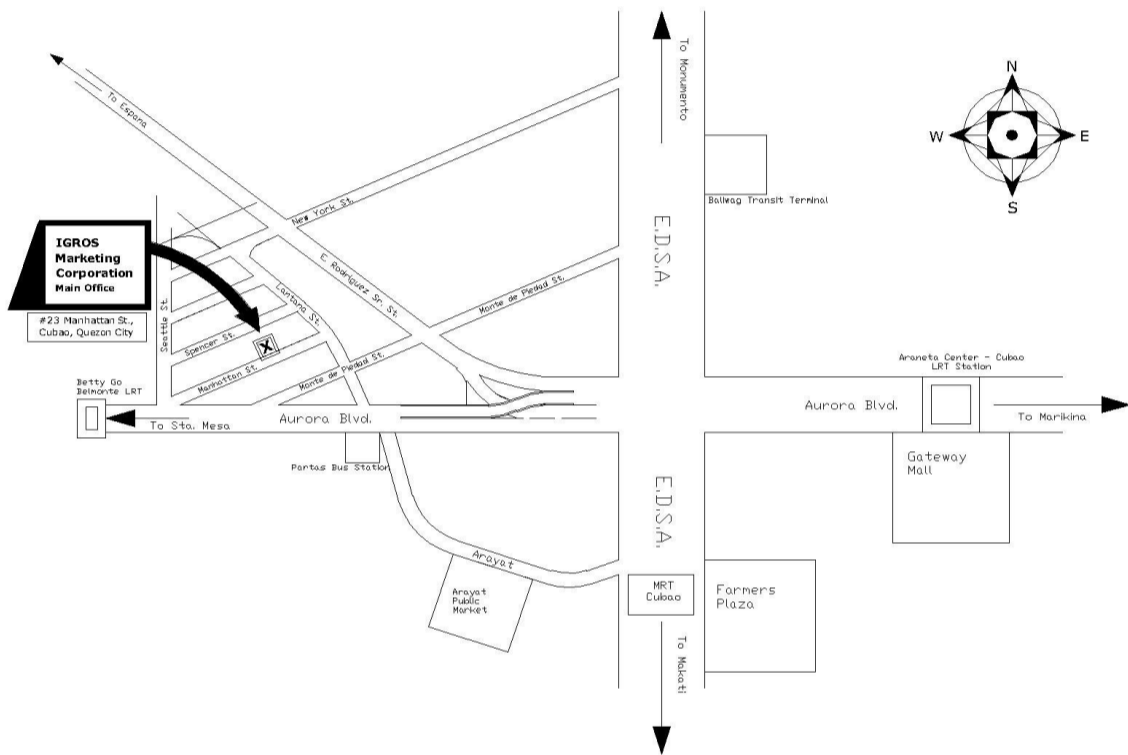 To Espana
To Monumento
N
W
E
S
Baliwag Transit Terminal
New York St.
E.D.S.A.
IGROS
Marketing
Corporation
Main Office
#23 Manhattan St.,
Cubao, Quezon City
E. Rodriguez Sr. St.
Lantana St.
Monte de Piedad St.
Seattle St.
Spencer St.
X
Manhattan St.
Monte de Piedad St.
Araneta Center - Cubao
LRT Station
Betty Go
Belmonte LRT
To Sta. Mesa
Aurora Blvd.
Aurora Blvd.
To Marikina
Partas Bus Station
Gateway
Mall
E.D.S.A.
Arayat
Arayat
Public
Market
MRT
Cubao
Farmers
Plaza
To Makati